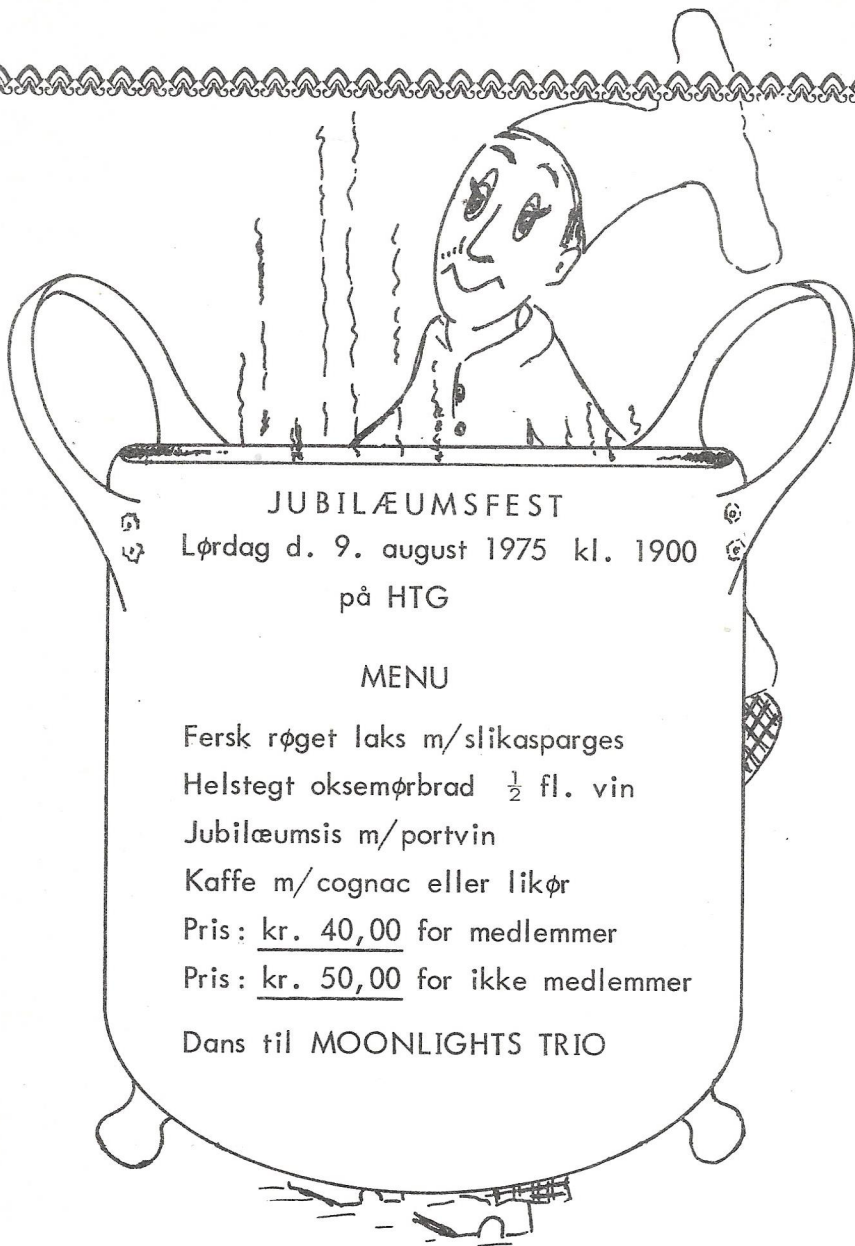 JUBILÆUMSFEST
Lørdag d. 9. august 1975 kl. 1900
på HTG
MENU
Fersk røget laks m/slikasparges
Helstegt oksemørbrad ½ fl. vin
Jubilæumsis m/portvin
Kaffe m/cognac eller likør
Pris: kr. 40,00 for medlemmer
Pris: kr. 50,00 for ikke medlemmer
Dans til MOONLIGHTS TRIO